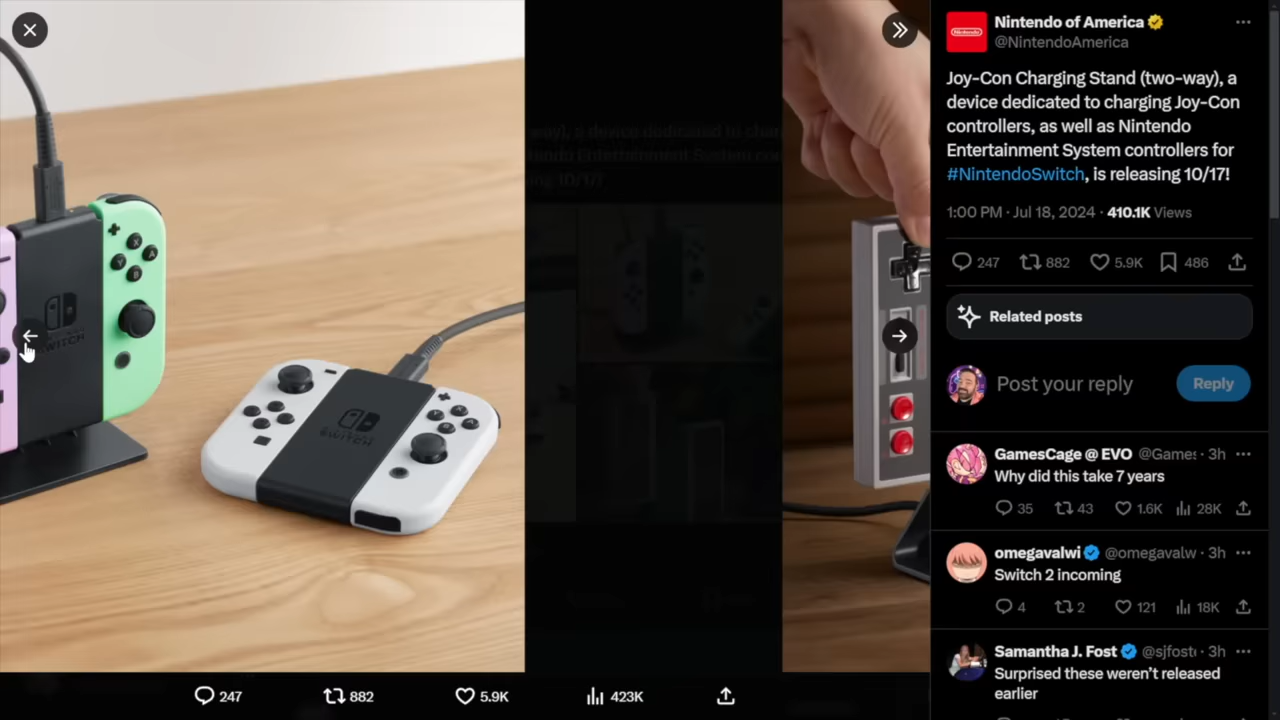 Nintendo of America
@NintendoAmerica
Joy-Con Charging Stand (two-way), a
device dedicated to charging Joy-Con
controllers, as well as Nintendo
Entertainment System controllers for
#NintendoSwitch, is releasing 10/17!
1:00 PM · Jul 18, 2024 · 410.1K Views
247 882 5.9K 486
Related posts
Post your reply
Reply
GamesCage @ EVO @Games · 3h
Why did this take 7 years
35 43 1.6K 28K
omegavalwi @omegavalw · 3h
Switch 2 incoming
4 2 121 18K
Samantha J. Fost @sjfost · 3h
Surprised these weren't released
earlier
247 882 5.9K 423K